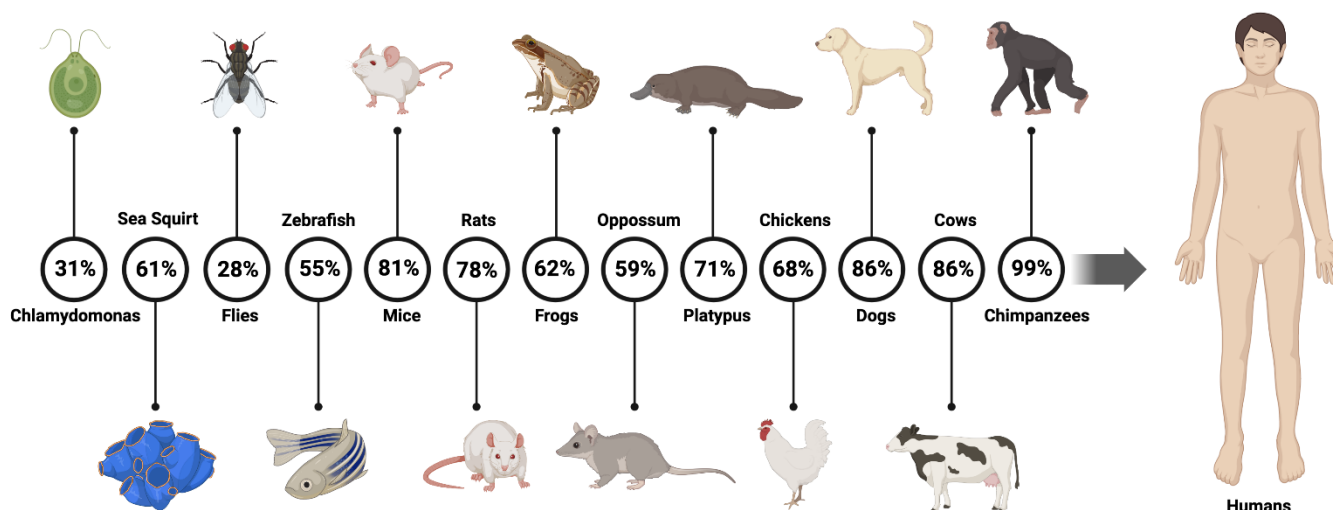 Sea Squirt Zebrafish Rats Oppossum Chickens Cows
31% 61% 28% 55% 81% 78% 62% 59% 71% 68% 86% 86% 99%
Chlamydomonas Flies Mice Frogs Platypus Dogs Chimpanzees
Humans